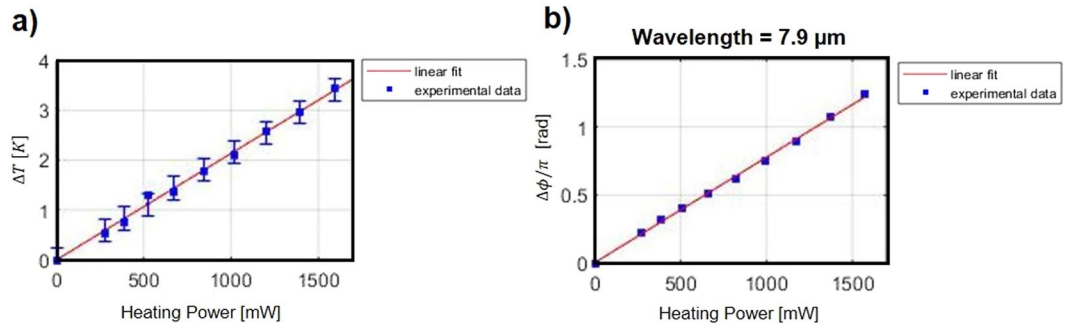 a)
ΔT [K]
4
3
2
1
0
0
500
1000
1500
Heating Power [mW]
linear fit
experimental data
b)
Wavelength = 7.9 μm
Δϕ/π [rad]
1.5
1
0.5
0
0
500
1000
1500
Heating Power [mW]
linear fit
experimental data